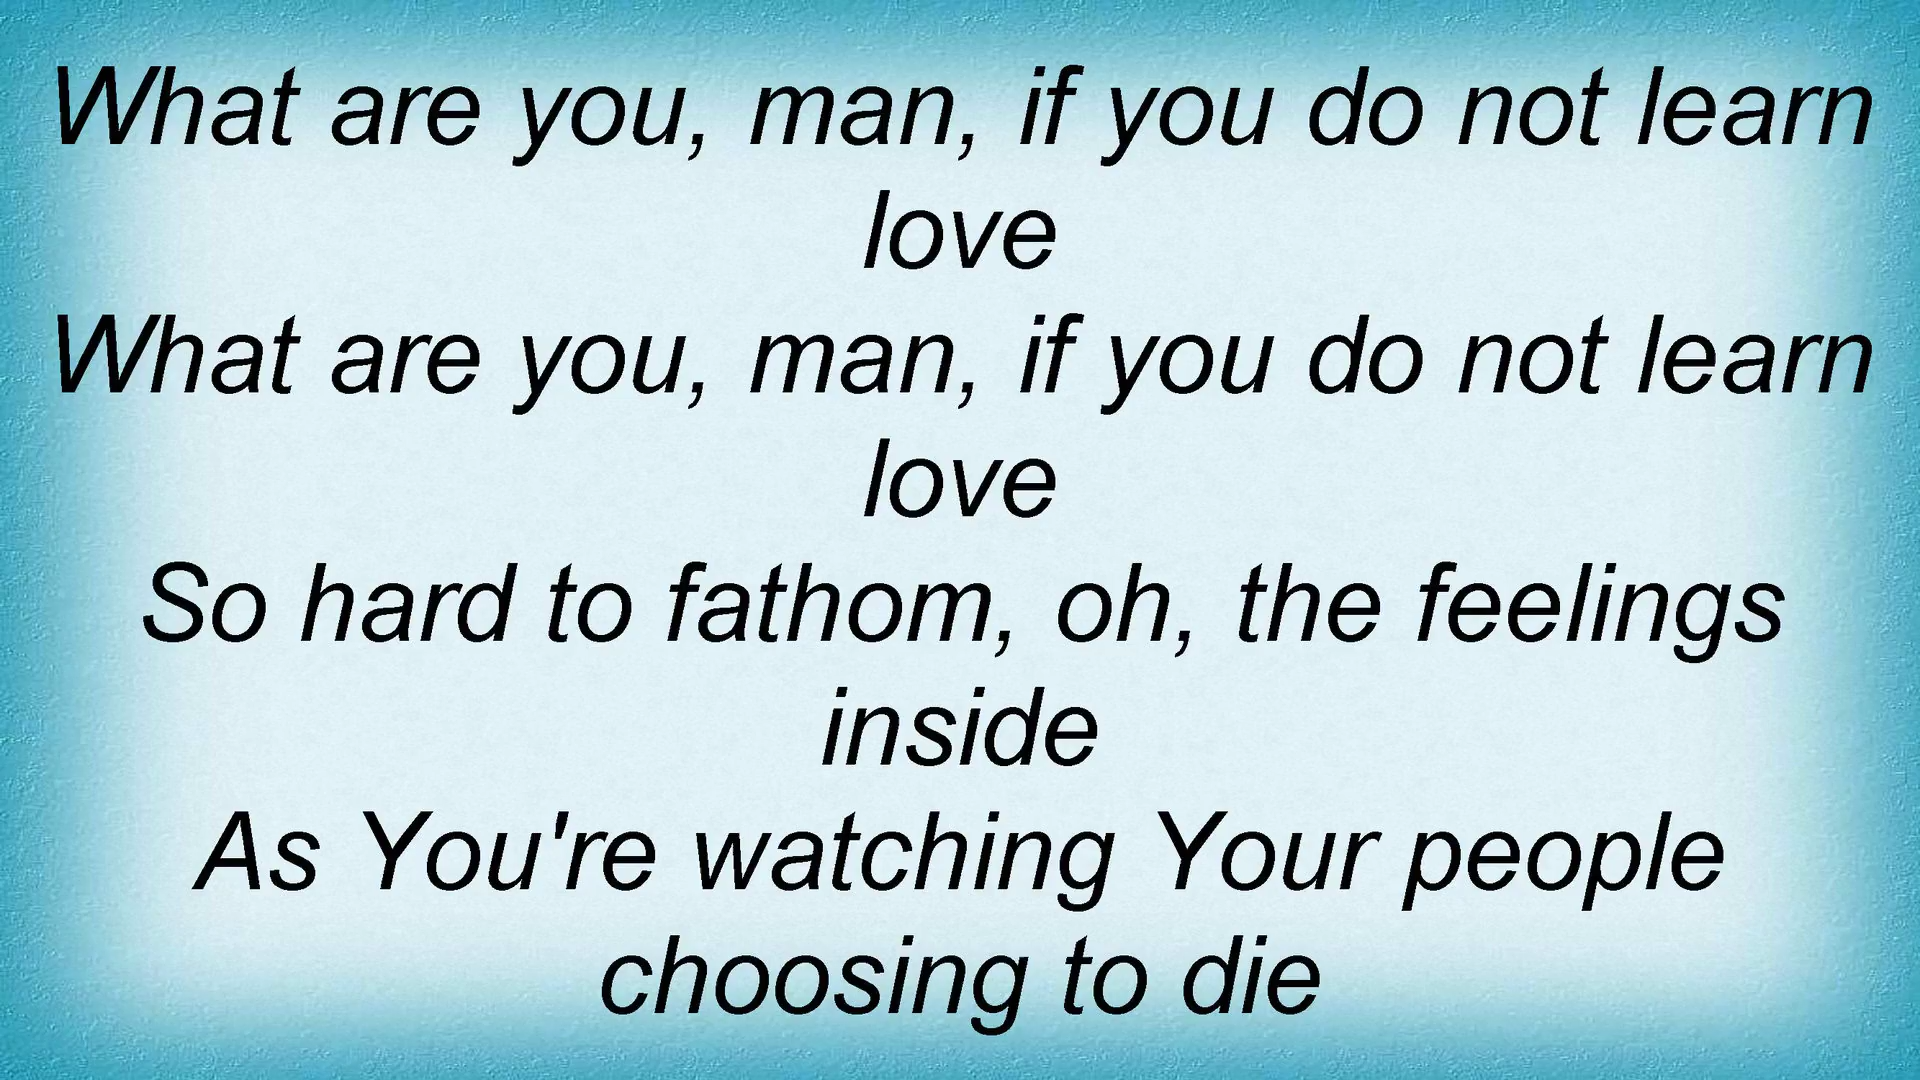 What are you, man, if you do not learn
love
What are you, man, if you do not learn
love
So hard to fathom, oh, the feelings
inside
As You're watching Your people
choosing to die